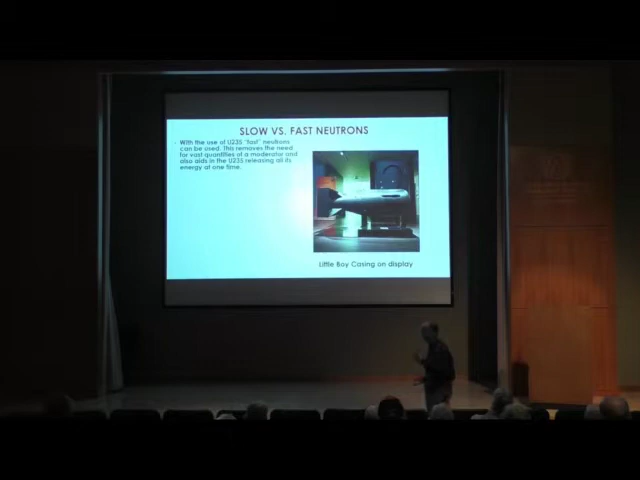 SLOW VS. FAST NEUTRONS
With the use of U235 "fast" neutrons
can be used. This removes the need
for vast quantities of a moderator and
also aids in the U235 releasing all its
energy at one time.
Little Boy Casing on display